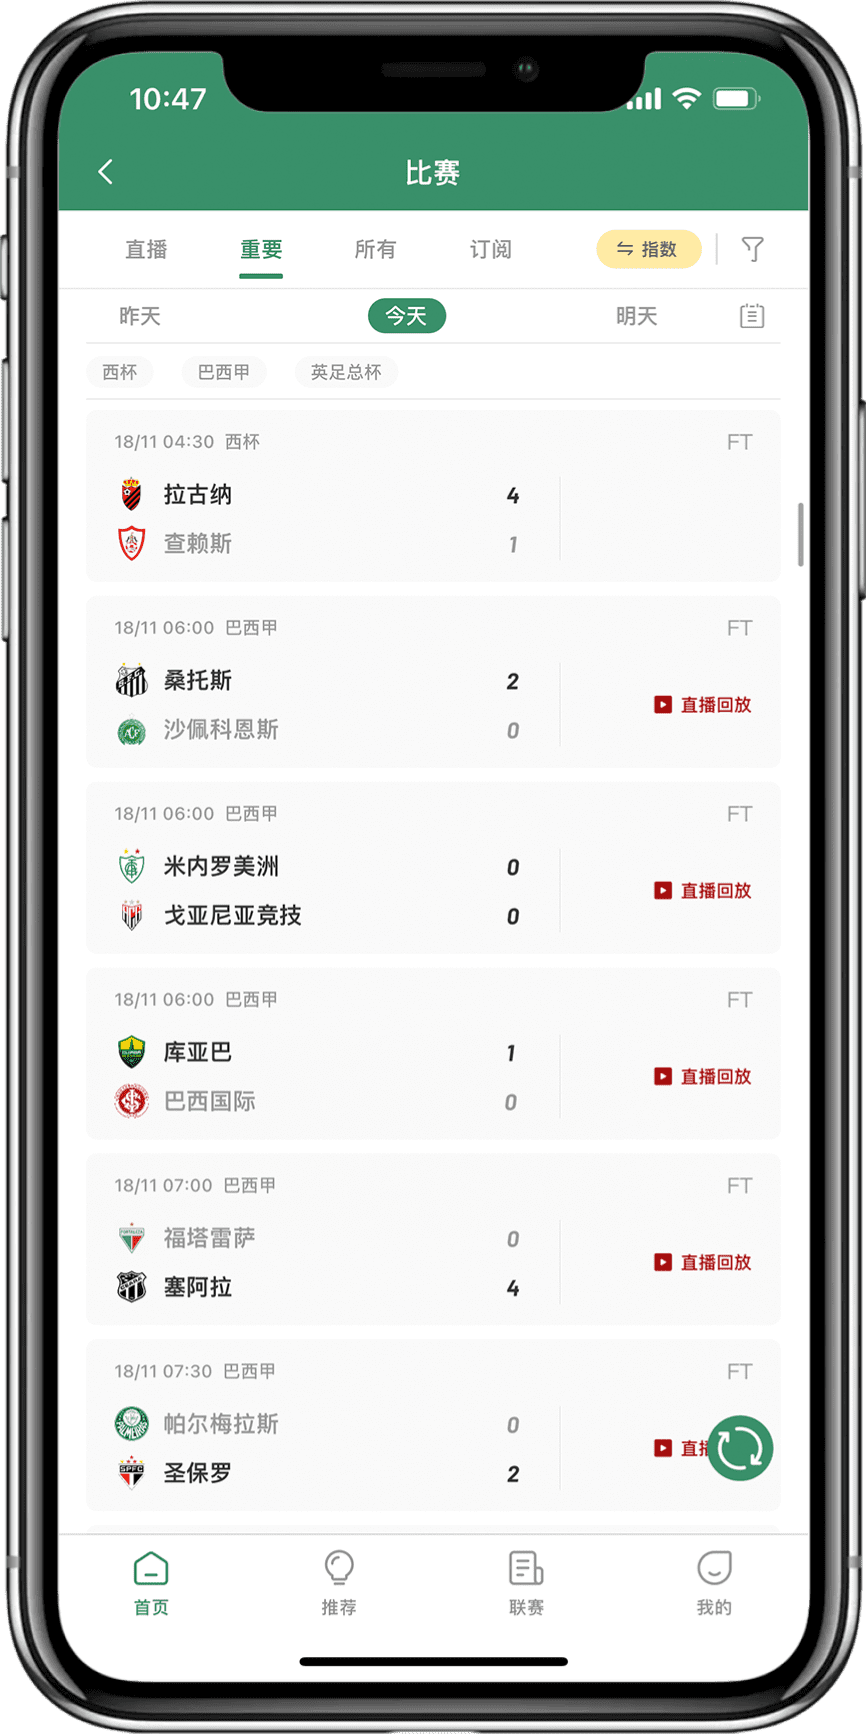 10:47
比赛
直播 重要 所有 订阅 指数
昨天 今天 明天
西杯 巴西甲 英足总杯
18/11 04:30 西杯 FT
拉古纳 4
查赖斯 1
18/11 06:00 巴西甲 FT
桑托斯 2
直播回放
沙佩科恩斯 0
18/11 06:00 巴西甲 FT
米内罗美洲 0
直播回放
戈亚尼亚竞技 0
18/11 06:00 巴西甲 FT
库亚巴 1
直播回放
巴西国际 0
18/11 07:00 巴西甲 FT
福塔雷萨 0
直播回放
塞阿拉 4
18/11 07:30 巴西甲 FT
帕尔梅拉斯 0
直播
圣保罗 2
首页 推荐 联赛 我的